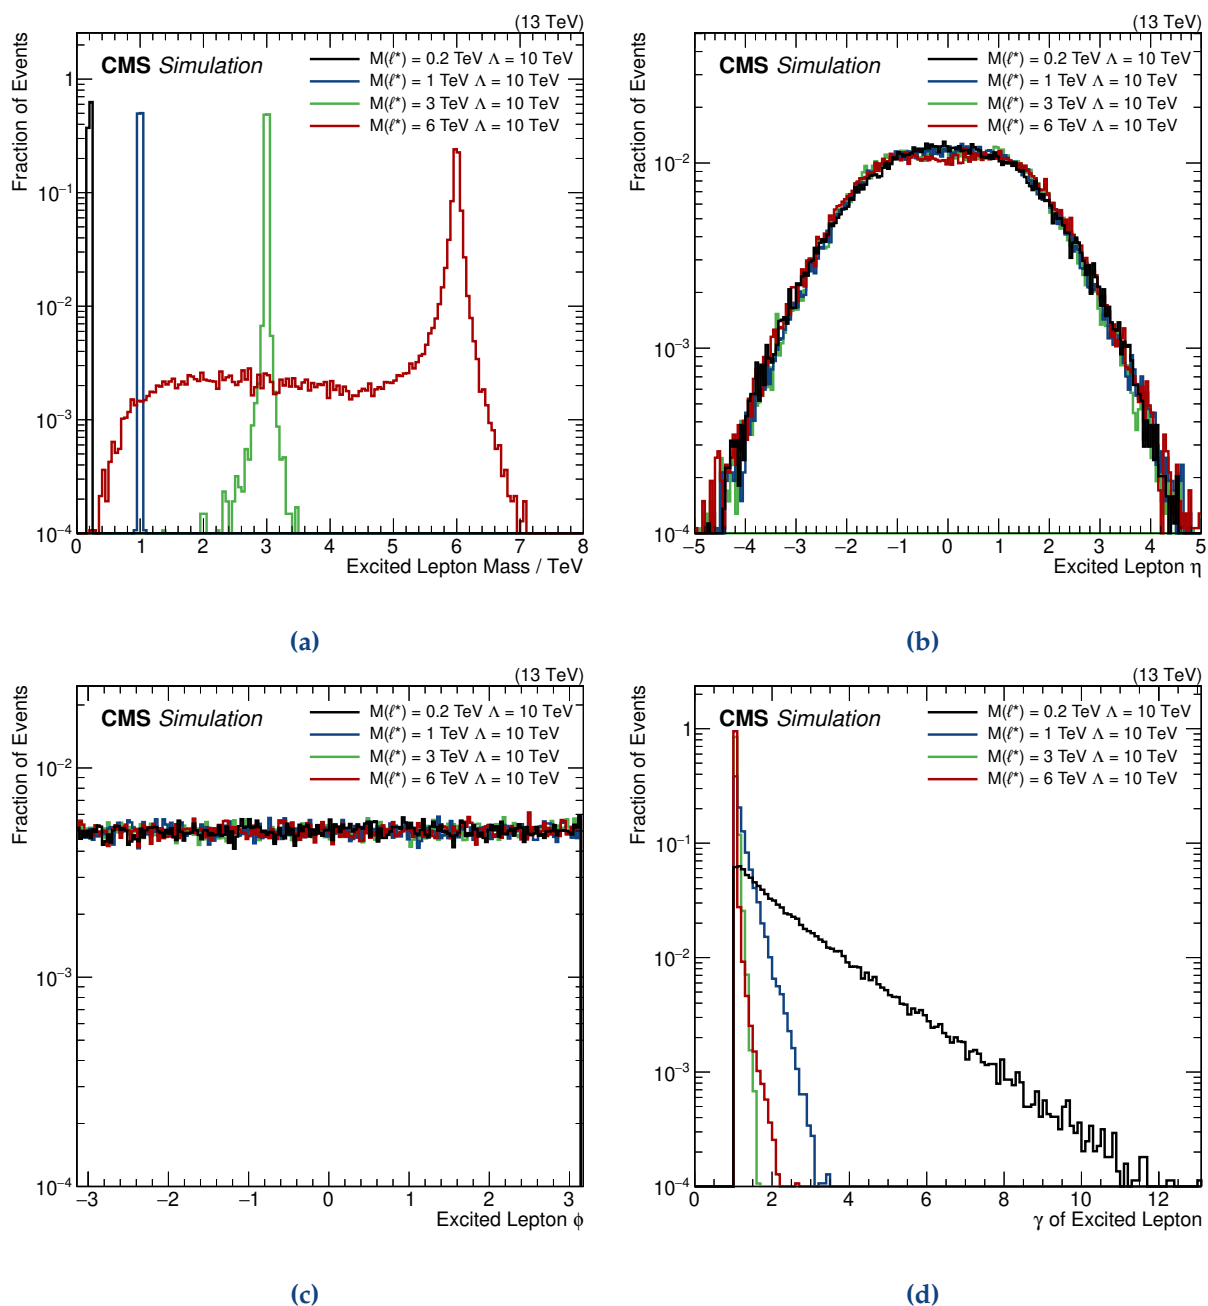 (13 TeV)
Fraction of Events
CMS Simulation
M(ℓ*) = 0.2 TeV Λ = 10 TeV
M(ℓ*) = 1 TeV Λ = 10 TeV
M(ℓ*) = 3 TeV Λ = 10 TeV
M(ℓ*) = 6 TeV Λ = 10 TeV
1
10⁻¹
10⁻²
10⁻³
10⁻⁴
0 1 2 3 4 5 6 7 8
Excited Lepton Mass / TeV
(a)
(13 TeV)
Fraction of Events
CMS Simulation
M(ℓ*) = 0.2 TeV Λ = 10 TeV
M(ℓ*) = 1 TeV Λ = 10 TeV
M(ℓ*) = 3 TeV Λ = 10 TeV
M(ℓ*) = 6 TeV Λ = 10 TeV
10⁻²
10⁻³
10⁻⁴
−5 −4 −3 −2 −1 0 1 2 3 4 5
Excited Lepton η
(b)
(13 TeV)
Fraction of Events
CMS Simulation
M(ℓ*) = 0.2 TeV Λ = 10 TeV
M(ℓ*) = 1 TeV Λ = 10 TeV
M(ℓ*) = 3 TeV Λ = 10 TeV
M(ℓ*) = 6 TeV Λ = 10 TeV
10⁻²
10⁻³
10⁻⁴
−3 −2 −1 0 1 2 3
Excited Lepton ϕ
(c)
(13 TeV)
Fraction of Events
CMS Simulation
M(ℓ*) = 0.2 TeV Λ = 10 TeV
M(ℓ*) = 1 TeV Λ = 10 TeV
M(ℓ*) = 3 TeV Λ = 10 TeV
M(ℓ*) = 6 TeV Λ = 10 TeV
1
10⁻¹
10⁻²
10⁻³
10⁻⁴
0 2 4 6 8 10 12
γ of Excited Lepton
(d)